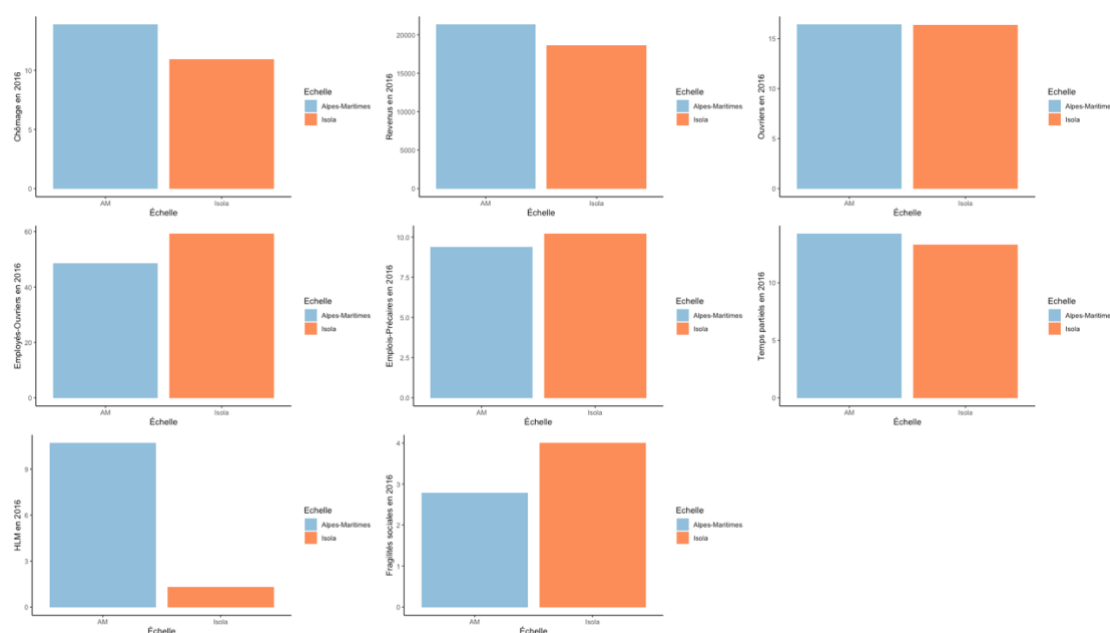 Chômage en 2016
10
5
0
AM
Isola
Échelle
Echelle
Alpes-Maritimes
Isola
Revenus en 2016
20000
15000
10000
5000
0
AM
Isola
Échelle
Echelle
Alpes-Maritimes
Isola
Ouvriers en 2016
15
10
5
0
AM
Isola
Échelle
Echelle
Alpes-Maritime
Isola
Employés-Ouvriers en 2016
60
40
20
0
AM
Isola
Échelle
Echelle
Alpes-Maritimes
Isola
Emplois-Précaires en 2016
10.0
7.5
5.0
2.5
0.0
AM
Isola
Échelle
Echelle
Alpes-Maritimes
Isola
Temps partiels en 2016
10
5
0
AM
Isola
Échelle
Echelle
Alpes-Maritime
Isola
HLM en 2016
9
6
3
0
AM
Isola
Échelle
Echelle
Alpes-Maritimes
Isola
Fragilités sociales en 2016
4
3
2
1
0
AM
Isola
Échelle
Echelle
Alpes-Maritimes
Isola